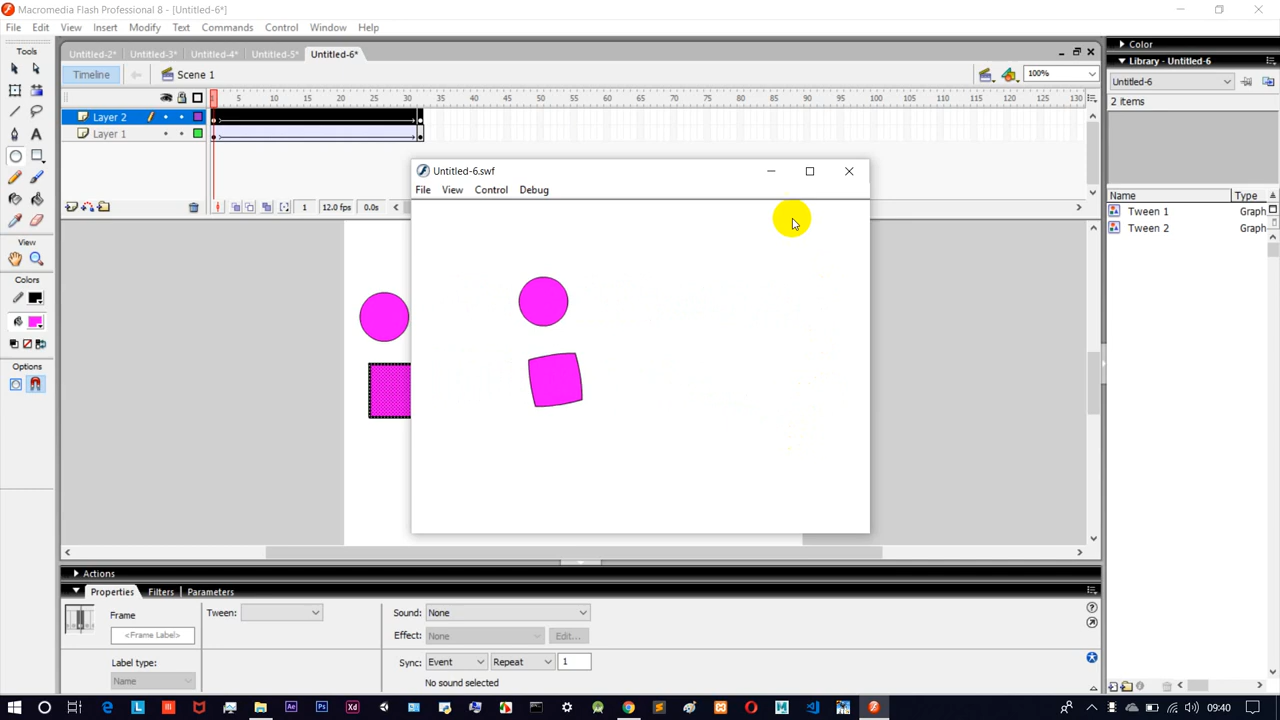 Macromedia Flash Professional 8 - [Untitled-6*]
File Edit View Insert Modify Text Commands Control Window Help
Tools
Untitled-2* Untitled-3* Untitled-4* Untitled-5* Untitled-6*
Timeline Scene 1 100%
5 10 15 20 25 30 35 40 45 50 55 60 65 70 75 80 85 90 95 100 105 110 115 120 125 130
Layer 2
Layer 1
1 12.0 fps 0.0s
View
Colors
Options
Untitled-6.swf
File View Control Debug
Color
Library - Untitled-6
Untitled-6
2 items
Name Type
Tween 1 Graph
Tween 2 Graph
Actions
Properties Filters Parameters
Frame Tween: Sound: None
<Frame Label> Effect: None Edit...
Label type: Sync: Event Repeat 1
Name No sound selected
09:40